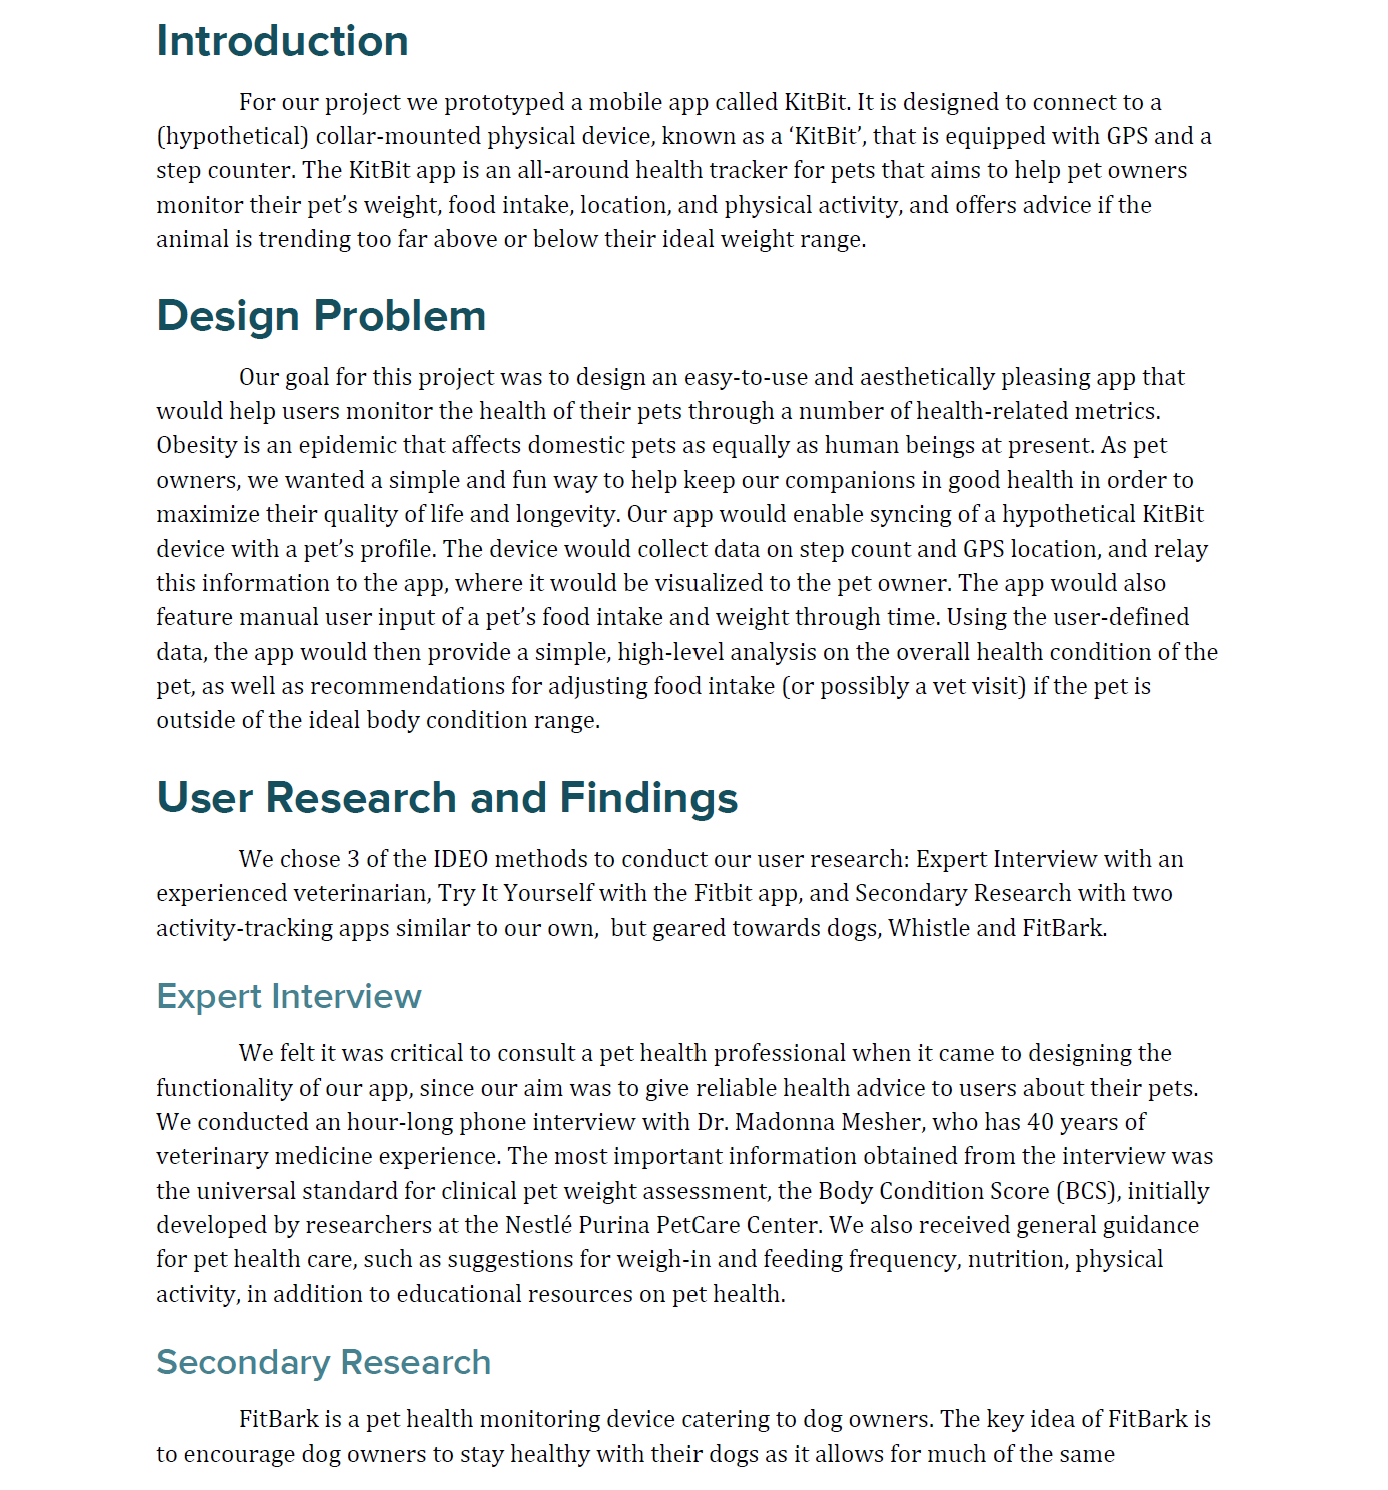 Introduction
For our project we prototyped a mobile app called KitBit. It is designed to connect to a
(hypothetical) collar-mounted physical device, known as a ‘KitBit’, that is equipped with GPS and a
step counter. The KitBit app is an all-around health tracker for pets that aims to help pet owners
monitor their pet’s weight, food intake, location, and physical activity, and offers advice if the
animal is trending too far above or below their ideal weight range.
Design Problem
Our goal for this project was to design an easy-to-use and aesthetically pleasing app that
would help users monitor the health of their pets through a number of health-related metrics.
Obesity is an epidemic that affects domestic pets as equally as human beings at present. As pet
owners, we wanted a simple and fun way to help keep our companions in good health in order to
maximize their quality of life and longevity. Our app would enable syncing of a hypothetical KitBit
device with a pet’s profile. The device would collect data on step count and GPS location, and relay
this information to the app, where it would be visualized to the pet owner. The app would also
feature manual user input of a pet’s food intake and weight through time. Using the user-defined
data, the app would then provide a simple, high-level analysis on the overall health condition of the
pet, as well as recommendations for adjusting food intake (or possibly a vet visit) if the pet is
outside of the ideal body condition range.
User Research and Findings
We chose 3 of the IDEO methods to conduct our user research: Expert Interview with an
experienced veterinarian, Try It Yourself with the Fitbit app, and Secondary Research with two
activity-tracking apps similar to our own,  but geared towards dogs, Whistle and FitBark.
Expert Interview
We felt it was critical to consult a pet health professional when it came to designing the
functionality of our app, since our aim was to give reliable health advice to users about their pets.
We conducted an hour-long phone interview with Dr. Madonna Mesher, who has 40 years of
veterinary medicine experience. The most important information obtained from the interview was
the universal standard for clinical pet weight assessment, the Body Condition Score (BCS), initially
developed by researchers at the Nestlé Purina PetCare Center. We also received general guidance
for pet health care, such as suggestions for weigh-in and feeding frequency, nutrition, physical
activity, in addition to educational resources on pet health.
Secondary Research
FitBark is a pet health monitoring device catering to dog owners. The key idea of FitBark is
to encourage dog owners to stay healthy with their dogs as it allows for much of the same